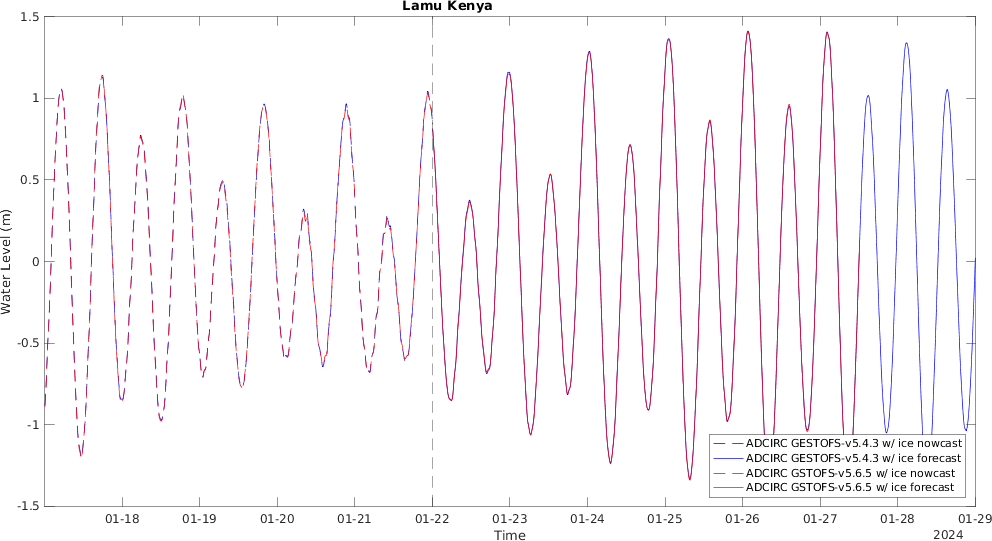 Lamu Kenya
1.5
1
0.5
0
-0.5
-1
-1.5
Water Level (m)
01-18 01-19 01-20 01-21 01-22 01-23 01-24 01-25 01-26 01-27 01-28 01-29
Time
2024
ADCIRC GESTOFS-v5.4.3 w/ ice nowcast
ADCIRC GESTOFS-v5.4.3 w/ ice forecast
ADCIRC GSTOFS-v5.6.5 w/ ice nowcast
ADCIRC GSTOFS-v5.6.5 w/ ice forecast